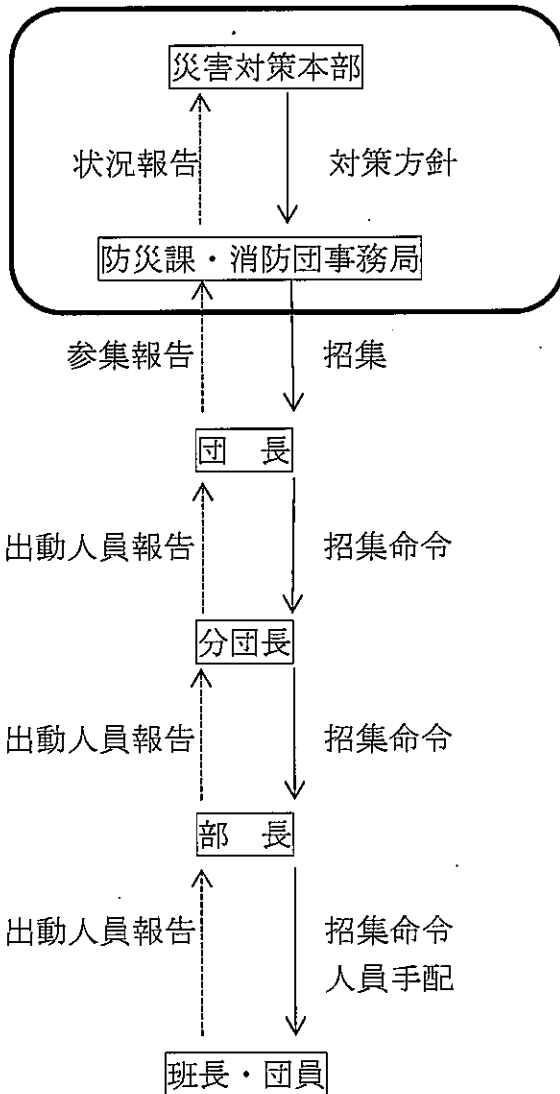 災害対策本部
状況報告 対策方針
防災課・消防団事務局
参集報告 招集
団　長
出動人員報告 招集命令
分団長
出動人員報告 招集命令
部　長
出動人員報告 招集命令
人員手配
班長・団員